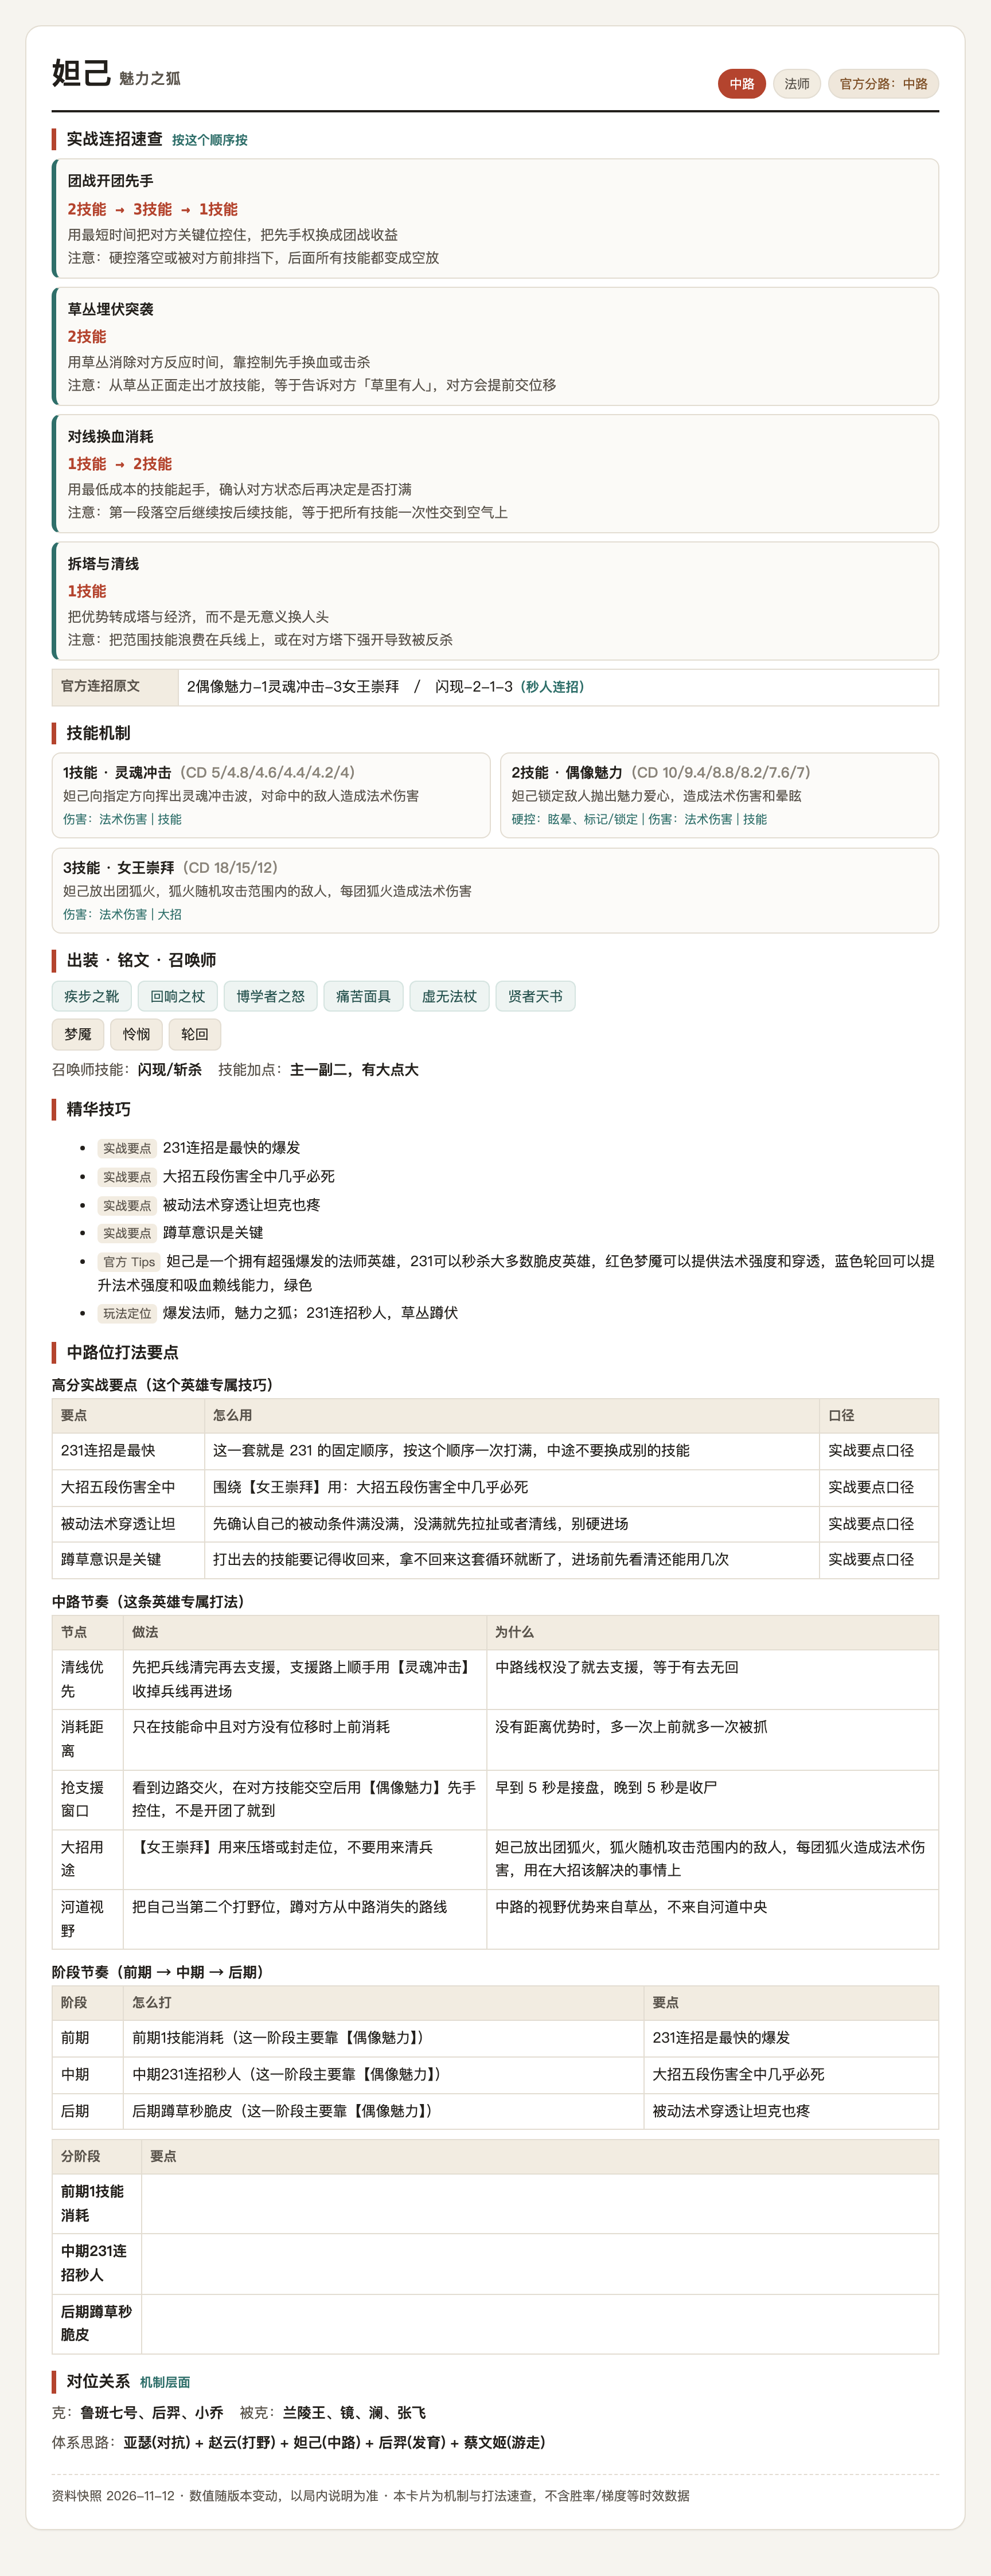 妲己 魅力之狐
中路 法师 官方分路：中路
实战连招速查 按这个顺序按
团战开团先手
2技能 → 3技能 → 1技能
用最短时间把对方关键位控住，把先手权换成团战收益
注意：硬控落空或被对方前排挡下，后面所有技能都变成空放
草丛埋伏突袭
2技能
用草丛消除对方反应时间，靠控制先手换血或击杀
注意：从草丛正面走出才放技能，等于告诉对方「草里有人」，对方会提前交位移
对线换血消耗
1技能 → 2技能
用最低成本的技能起手，确认对方状态后再决定是否打满
注意：第一段落空后继续按后续技能，等于把所有技能一次性交到空气上
拆塔与清线
1技能
把优势转成塔与经济，而不是无意义换人头
注意：把范围技能浪费在兵线上，或在对方塔下强开导致被反杀
官方连招原文 2偶像魅力-1灵魂冲击-3女王崇拜 / 闪现-2-1-3（秒人连招）
技能机制
1技能 · 灵魂冲击（CD 5/4.8/4.6/4.4/4.2/4）
妲己向指定方向挥出灵魂冲击波，对命中的敌人造成法术伤害
伤害：法术伤害 | 技能
2技能 · 偶像魅力（CD 10/9.4/8.8/8.2/7.6/7）
妲己锁定敌人抛出魅力爱心，造成法术伤害和晕眩
硬控：眩晕、标记/锁定 | 伤害：法术伤害 | 技能
3技能 · 女王崇拜（CD 18/15/12）
妲己放出团狐火，狐火随机攻击范围内的敌人，每团狐火造成法术伤害
伤害：法术伤害 | 大招
出装 · 铭文 · 召唤师
疾步之靴 回响之杖 博学者之怒 痛苦面具 虚无法杖 贤者天书
梦魇 怜悯 轮回
召唤师技能：闪现/斩杀 技能加点：主一副二，有大点大
精华技巧
实战要点 231连招是最快的爆发
实战要点 大招五段伤害全中几乎必死
实战要点 被动法术穿透让坦克也疼
实战要点 蹲草意识是关键
官方 Tips 妲己是一个拥有超强爆发的法师英雄，231可以秒杀大多数脆皮英雄，红色梦魇可以提供法术强度和穿透，蓝色轮回可以提
升法术强度和吸血赖线能力，绿色
玩法定位 爆发法师，魅力之狐；231连招秒人，草丛蹲伏
中路位打法要点
高分实战要点（这个英雄专属技巧）
要点 怎么用 口径
231连招是最快 这一套就是 231 的固定顺序，按这个顺序一次打满，中途不要换成别的技能 实战要点口径
大招五段伤害全中 围绕【女王崇拜】用：大招五段伤害全中几乎必死 实战要点口径
被动法术穿透让坦 先确认自己的被动条件满没满，没满就先拉扯或者清线，别硬进场 实战要点口径
蹲草意识是关键 打出去的技能要记得收回来，拿不回来这套循环就断了，进场前先看清还能用几次 实战要点口径
中路节奏（这条英雄专属打法）
节点 做法 为什么
清线优
先
先把兵线清完再去支援，支援路上顺手用【灵魂冲击】
收掉兵线再进场
中路线权没了就去支援，等于有去无回
消耗距
离
只在技能命中且对方没有位移时上前消耗
没有距离优势时，多一次上前就多一次被抓
抢支援
窗口
看到边路交火，在对方技能交空后用【偶像魅力】先手
控住，不是开团了就到
早到 5 秒是接盘，晚到 5 秒是收尸
大招用
途
【女王崇拜】用来压塔或封走位，不要用来清兵
妲己放出团狐火，狐火随机攻击范围内的敌人，每团狐火造成法术伤
害，用在大招该解决的事情上
河道视
野
把自己当第二个打野位，蹲对方从中路消失的路线
中路的视野优势来自草丛，不来自河道中央
阶段节奏（前期 → 中期 → 后期）
阶段 怎么打 要点
前期 前期1技能消耗（这一阶段主要靠【偶像魅力】） 231连招是最快的爆发
中期 中期231连招秒人（这一阶段主要靠【偶像魅力】） 大招五段伤害全中几乎必死
后期 后期蹲草秒脆皮（这一阶段主要靠【偶像魅力】） 被动法术穿透让坦克也疼
分阶段 要点
前期1技能
消耗
中期231连
招秒人
后期蹲草秒
脆皮
对位关系 机制层面
克：鲁班七号、后羿、小乔 被克：兰陵王、镜、澜、张飞
体系思路：亚瑟(对抗) + 赵云(打野) + 妲己(中路) + 后羿(发育) + 蔡文姬(游走)
资料快照 2026-11-12 · 数值随版本变动，以局内说明为准 · 本卡片为机制与打法速查，不含胜率/梯度等时效数据